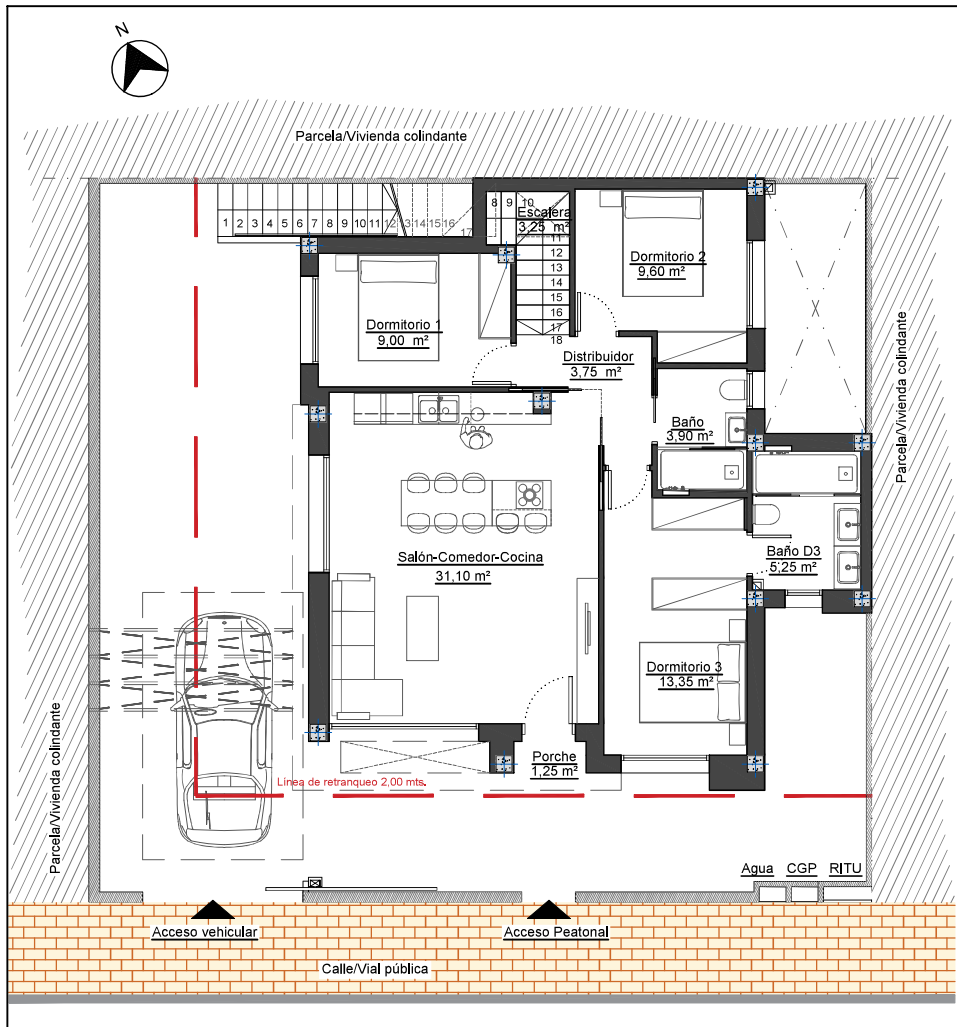 N
Parcela/Vivienda colindante
1 2 3 4 5 6 7 8 9 10 11 12 13 14 15 16
17
8 9 10
Escalera
3,25 m²
11
12
13
14
15
16
17
18
Dormitorio 2
9,60 m²
Dormitorio 1
9,00 m²
Distribuidor
3,75 m²
Parcela/Vivienda colindante
Baño
3,90 m²
Salón-Comedor-Cocina
31,10 m²
Baño D3
5,25 m²
Dormitorio 3
13,35 m²
Porche
1,25 m²
Línea de retranqueo 2,00 mts.
Parcela/Vivienda colindante
Agua CGP RITU
Acceso vehicular
Acceso Peatonal
Calle/Vial pública